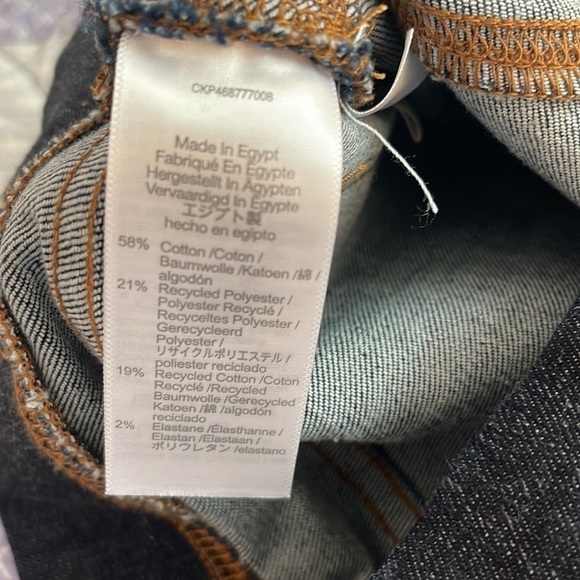 CKP468777008
Made In Egypt
Fabriqué En Égypte
Hergestellt In Ägypten
Vervaardigd In Egypte
エジプト製
hecho en egipto
58% Cotton /Coton /
Baumwolle /Katoen /綿 /
algodón
21% Recycled Polyester /
Polyester Recyclé /
Recyceltes Polyester /
Gerecycleerd
Polyester /
リサイクルポリエステル /
poliester reciclado
19% Recycled Cotton /Coton
Recyclé /Recycled
Baumwolle /Gerecycled
Katoen /綿 /algodón
reciclado
2% Elastane /Élasthanne /
Elastan /Elastaan /
ポリウレタン /elastano